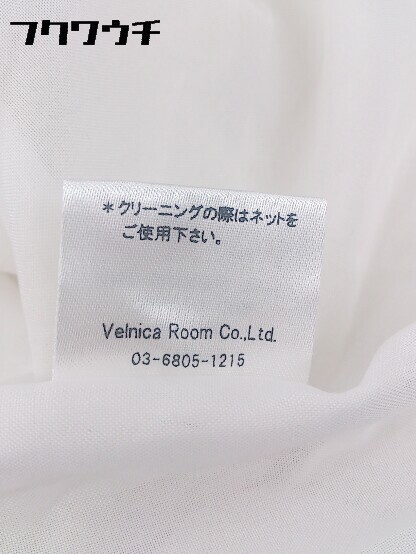 フクワウチ
*クリーニングの際はネットを
ご使用下さい。
Velnica Room Co.,Ltd.
03-6805-1215